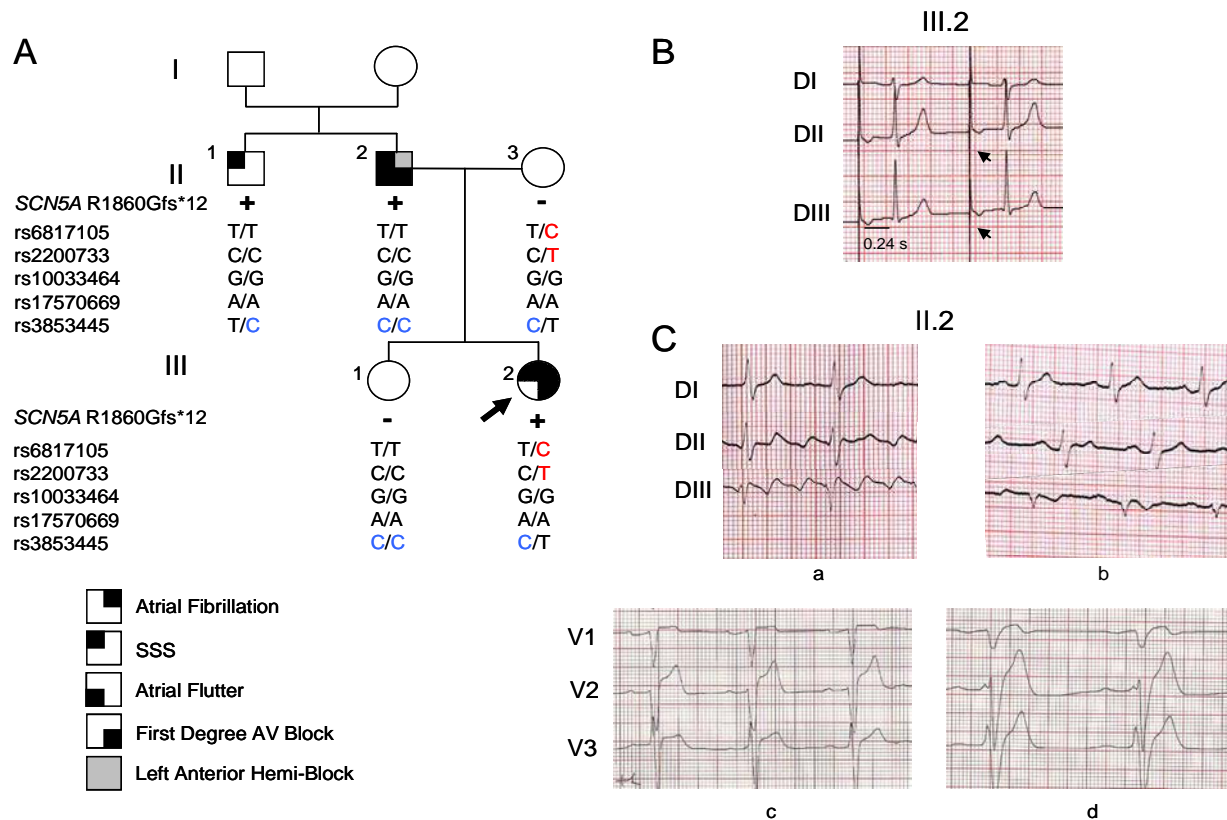 A
I
1
2
3
II
SCN5A R1860Gfs*12 + + -
rs6817105 T/T T/T T/C
rs2200733 C/C C/C C/T
rs10033464 G/G G/G G/G
rs17570669 A/A A/A A/A
rs3853445 T/C C/C C/T
III
1
2
SCN5A R1860Gfs*12 - +
rs6817105 T/T T/C
rs2200733 C/C C/T
rs10033464 G/G G/G
rs17570669 A/A A/A
rs3853445 C/C C/T
Atrial Fibrillation
SSS
Atrial Flutter
First Degree AV Block
Left Anterior Hemi-Block
III.2
B
DI
DII
DIII
0.24 s
II.2
C
DI
DII
DIII
a
b
V1
V2
V3
c
d